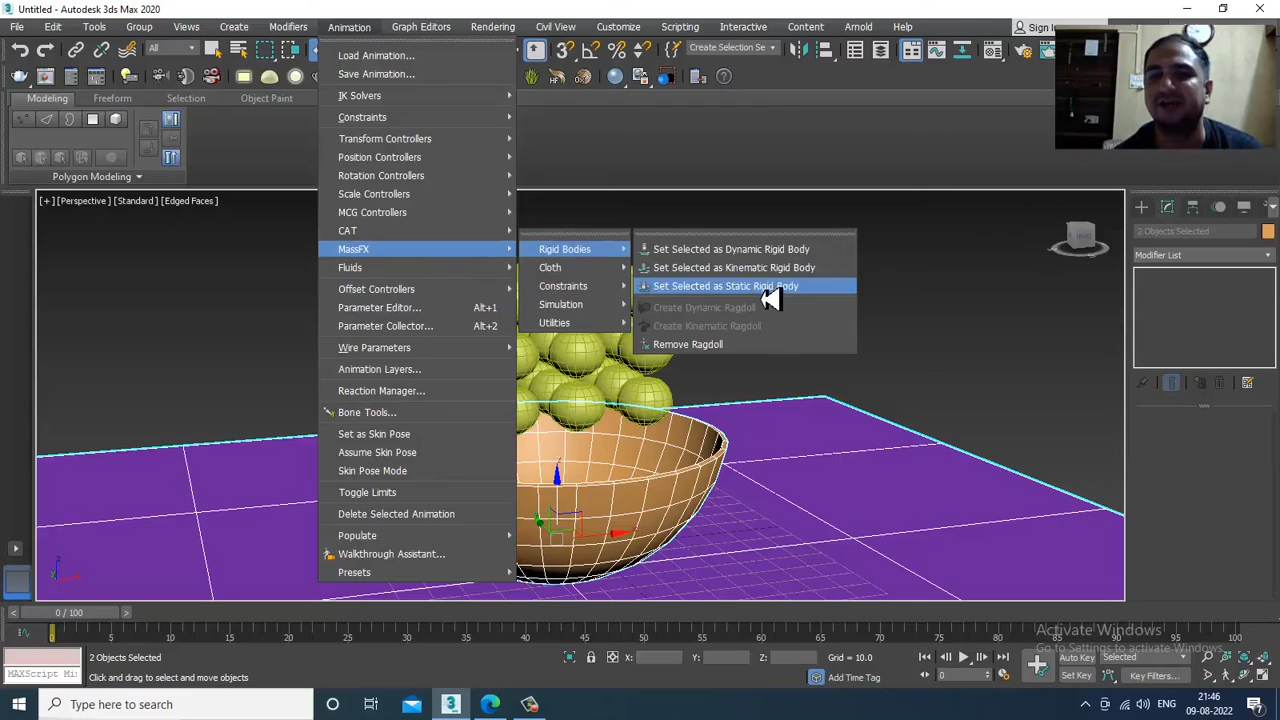 Untitled - Autodesk 3ds Max 2020
File Edit Tools Group Views Create Modifiers Animation Graph Editors Rendering Civil View Customize Scripting Interactive Content Arnold Help Sign In
All
Create Selection Se
Modeling Freeform Selection Object Paint
Polygon Modeling
[+] [Perspective] [Standard] [Edged Faces]
Load Animation...
Save Animation...
IK Solvers
Constraints
Transform Controllers
Position Controllers
Rotation Controllers
Scale Controllers
MCG Controllers
CAT
MassFX
Fluids
Offset Controllers
Parameter Editor... Alt+1
Parameter Collector... Alt+2
Wire Parameters
Animation Layers...
Reaction Manager...
Bone Tools...
Set as Skin Pose
Assume Skin Pose
Skin Pose Mode
Toggle Limits
Delete Selected Animation
Populate
Walkthrough Assistant...
Presets
Rigid Bodies
Cloth
Constraints
Simulation
Utilities
Set Selected as Dynamic Rigid Body
Set Selected as Kinematic Rigid Body
Set Selected as Static Rigid Body
Create Dynamic Ragdoll
Create Kinematic Ragdoll
Remove Ragdoll
2 Objects Selected
Modifier List
0 / 100
0 5 10 15 20 25 30 35 40 45 50 55 60 65 70 75 80 85 90 95 100
Activate Windows
Go to Settings to activate Windows.
2 Objects Selected
X: Y: Z: Grid = 10.0
Auto Key Selected
MAXScript Mi
Click and drag to select and move objects
Add Time Tag
0
Set Key Key Filters...
Type here to search
ENG
21:46
09-08-2022